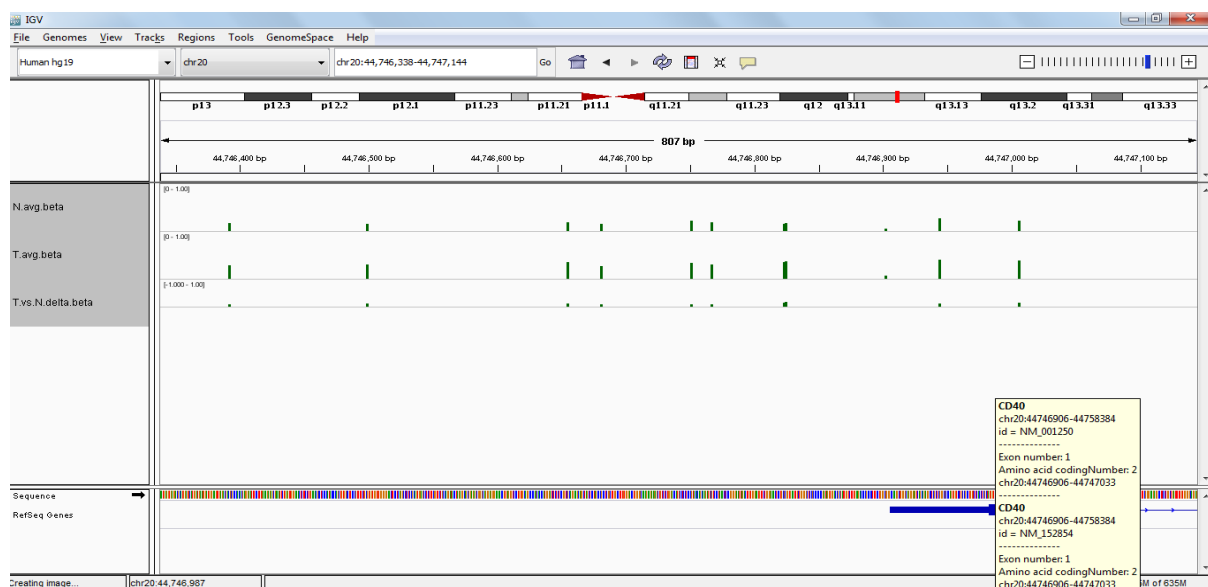 IGV
File Genomes View Tracks Regions Tools GenomeSpace Help
Human hg19 chr20 chr20:44,746,338-44,747,144 Go
p13 p12.3 p12.2 p12.1 p11.23 p11.21 p11.1 q11.21 q11.23 q12 q13.11 q13.13 q13.2 q13.31 q13.33
807 bp
44,746,400 bp 44,746,500 bp 44,746,600 bp 44,746,700 bp 44,746,800 bp 44,746,900 bp 44,747,000 bp 44,747,100 bp
[0 - 1.00]
N.avg.beta
[0 - 1.00]
T.avg.beta
[-1.000 - 1.00]
T.vs.N.delta.beta
CD40
chr20:44746906-44758384
id = NM_001250
--------------
Exon number: 1
Amino acid codingNumber: 2
chr20:44746906-44747033
--------------
CD40
chr20:44746906-44758384
id = NM_152854
--------------
Exon number: 1
Amino acid codingNumber: 2
chr20:44746906-44747033
Sequence
RefSeq Genes
Creating image... chr20:44,746,987 M of 635M